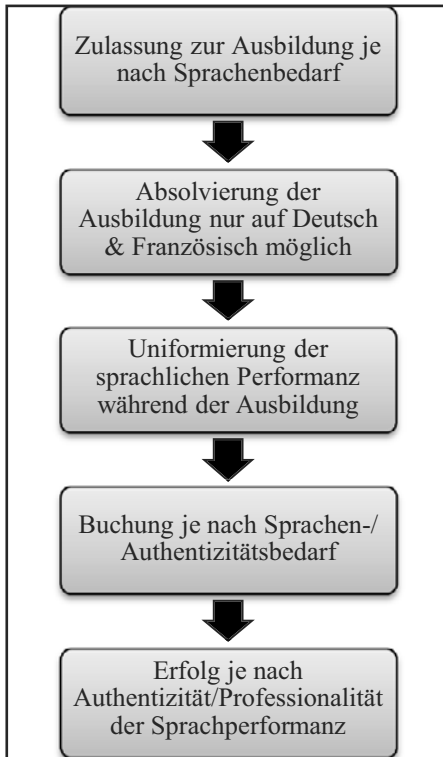 Zulassung zur Ausbildung je
nach Sprachenbedarf
Absolvierung der
Ausbildung nur auf Deutsch
& Französisch möglich
Uniformierung der
sprachlichen Performanz
während der Ausbildung
Buchung je nach Sprachen-/
Authentizitätsbedarf
Erfolg je nach
Authentizität/Professionalität
der Sprachperformanz